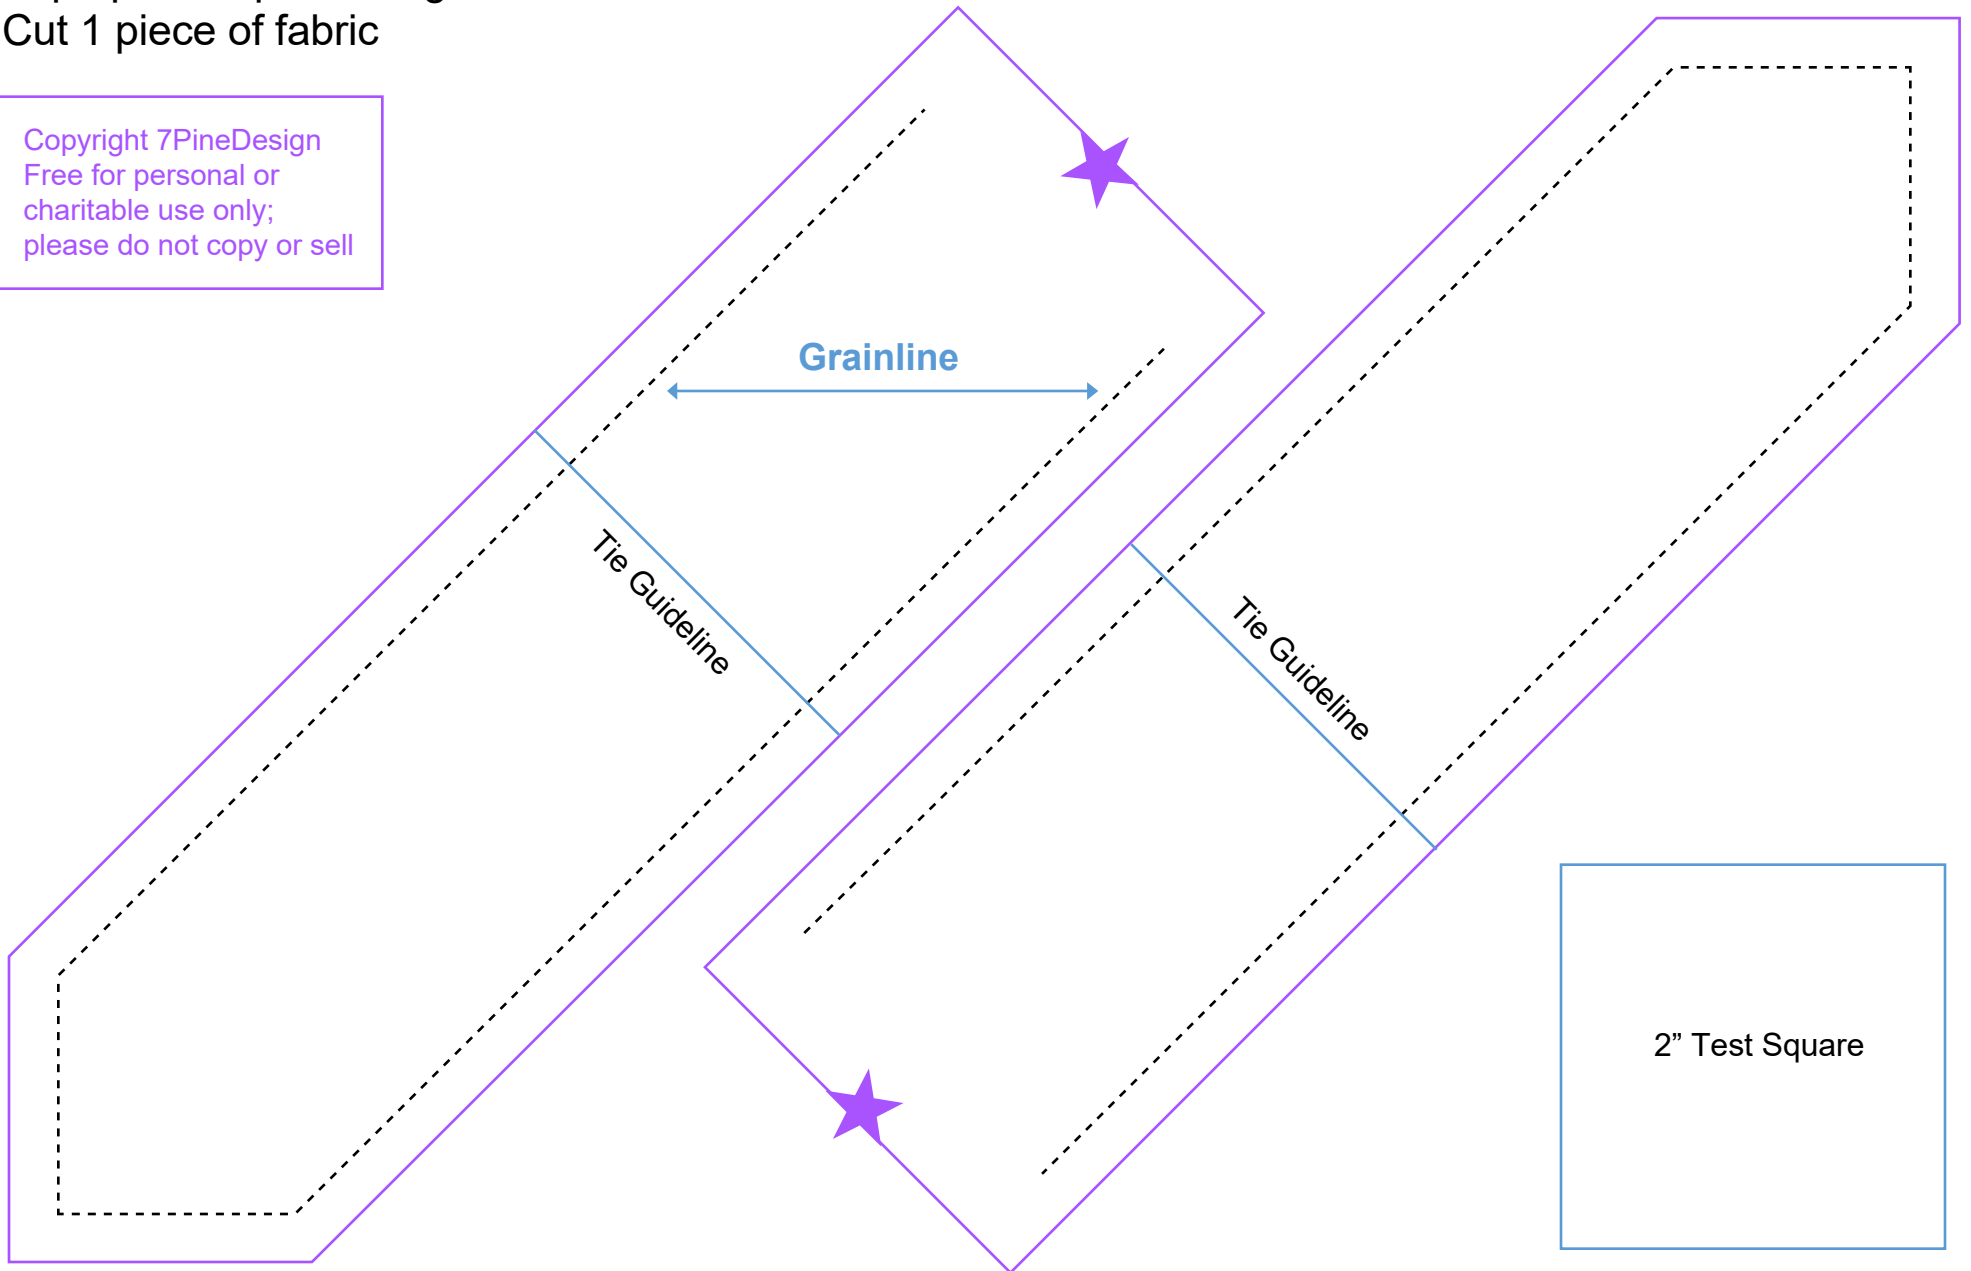 Cut 1 piece of fabric
Copyright 7PineDesign
Free for personal or
charitable use only;
please do not copy or sell
Grainline
Tie Guideline
Tie Guideline
2” Test Square